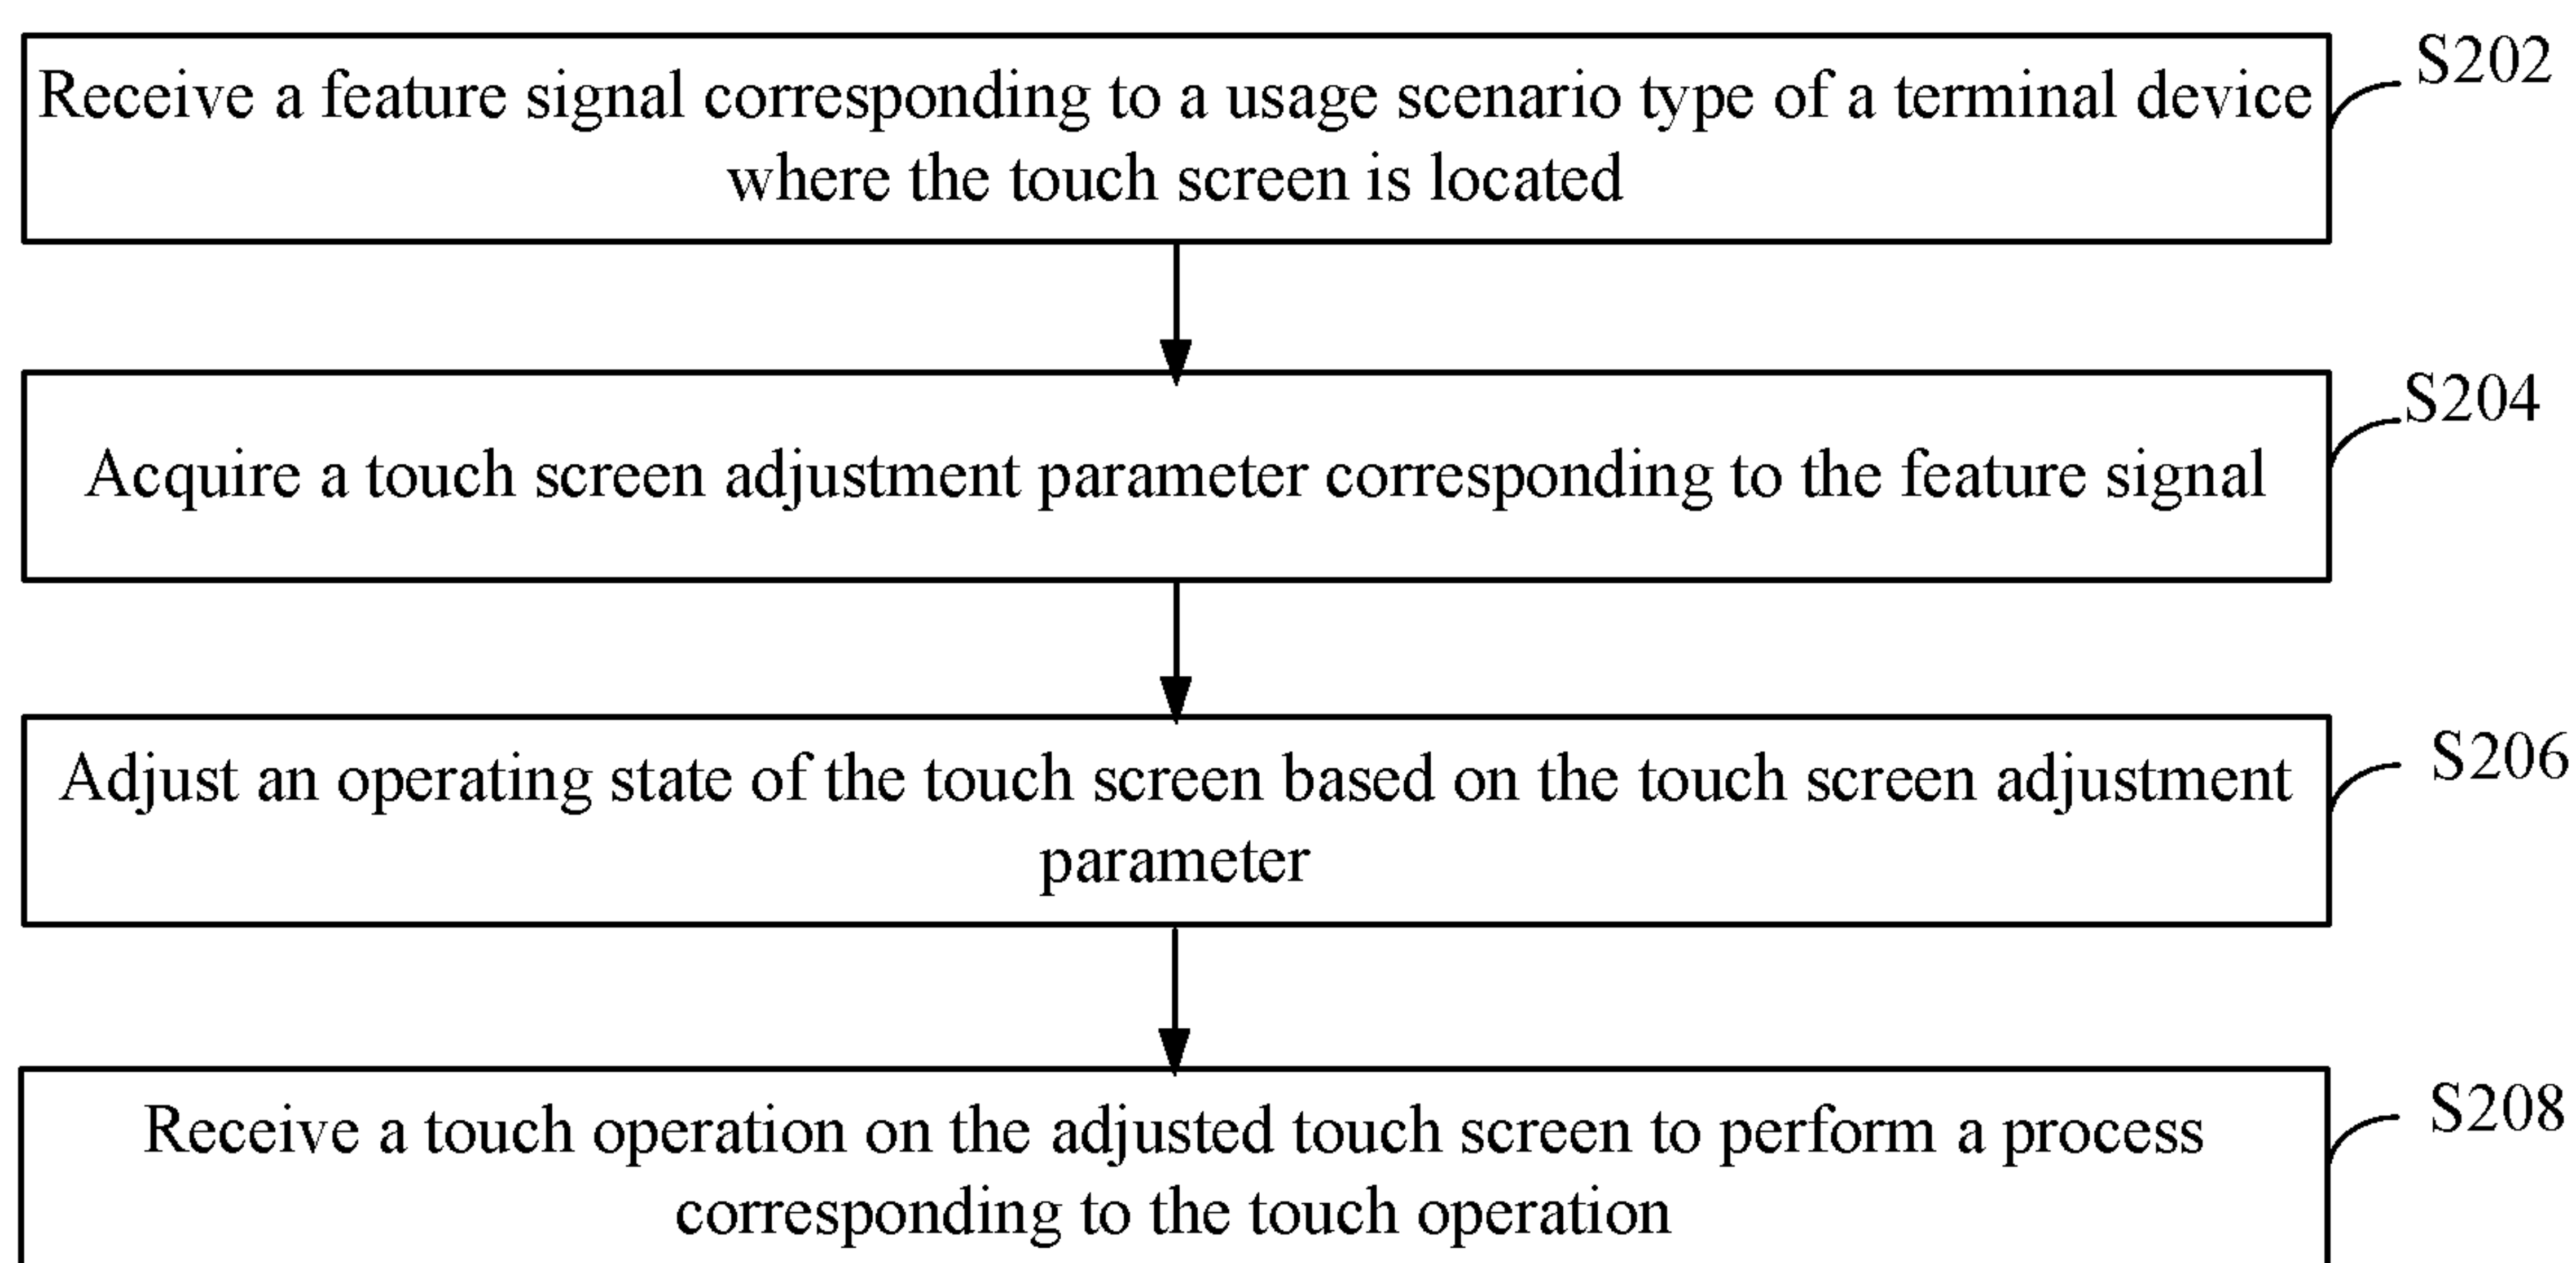 Receive a feature signal corresponding to a usage scenario type of a terminal device
where the touch screen is located
S202
Acquire a touch screen adjustment parameter corresponding to the feature signal
S204
Adjust an operating state of the touch screen based on the touch screen adjustment
parameter
S206
Receive a touch operation on the adjusted touch screen to perform a process
corresponding to the touch operation
S208